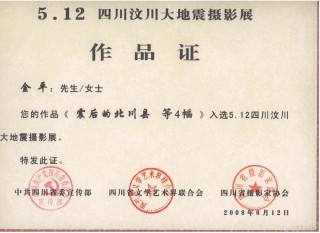 5.12 四川汶川大地震摄影展
作品证
金平：先生/女士
您的作品《震后的北川县 等4幅》入选5.12四川汶川
大地震摄影展。
特发此证。
中共四川省委宣传部 四川省文学艺术界联合会 四川省摄影家协会
2008年6月12日